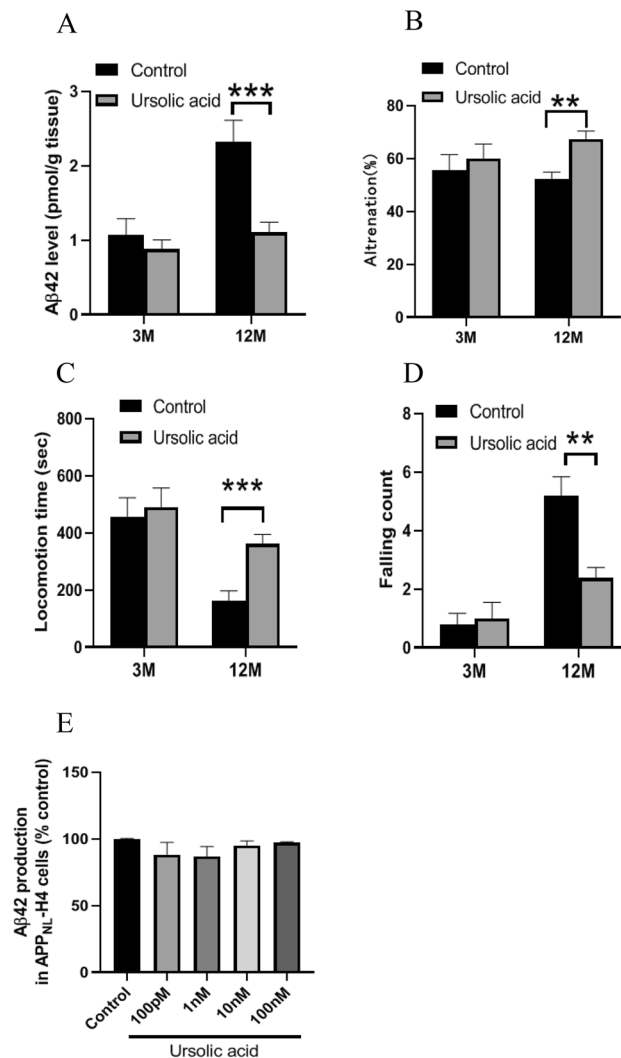 A
Control
Ursolic acid
***
Aβ42 level (pmol/g tissue)
3
2
1
0
3M 12M
B
Control
Ursolic acid
**
Altrenation(%)
80
60
40
20
0
3M 12M
C
Control
Ursolic acid
***
Locomotion time (sec)
800
600
400
200
0
3M 12M
D
Control
Ursolic acid
**
Falling count
8
6
4
2
0
3M 12M
E
Aβ42 production
in APPNL-H4 cells (% control)
150
100
50
0
Control 100pM 1nM 10nM 100nM
Ursolic acid